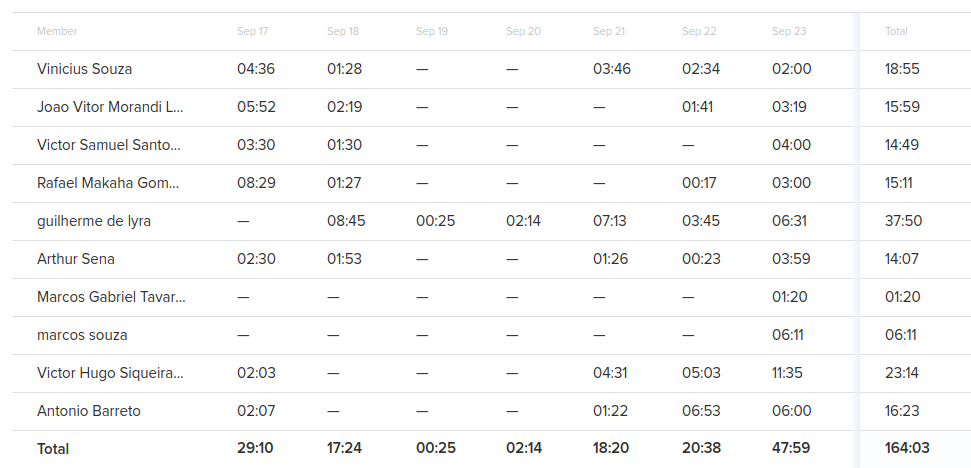 Member Sep 17 Sep 18 Sep 19 Sep 20 Sep 21 Sep 22 Sep 23 Total
Vinicius Souza 04:36 01:28 — — 03:46 02:34 02:00 18:55
Joao Vitor Morandi L... 05:52 02:19 — — — 01:41 03:19 15:59
Victor Samuel Santo... 03:30 01:30 — — — — 04:00 14:49
Rafael Makaha Gom... 08:29 01:27 — — — 00:17 03:00 15:11
guilherme de lyra — 08:45 00:25 02:14 07:13 03:45 06:31 37:50
Arthur Sena 02:30 01:53 — — 01:26 00:23 03:59 14:07
Marcos Gabriel Tavar... — — — — — — 01:20 01:20
marcos souza — — — — — — 06:11 06:11
Victor Hugo Siqueira... 02:03 — — — 04:31 05:03 11:35 23:14
Antonio Barreto 02:07 — — — 01:22 06:53 06:00 16:23
Total 29:10 17:24 00:25 02:14 18:20 20:38 47:59 164:03